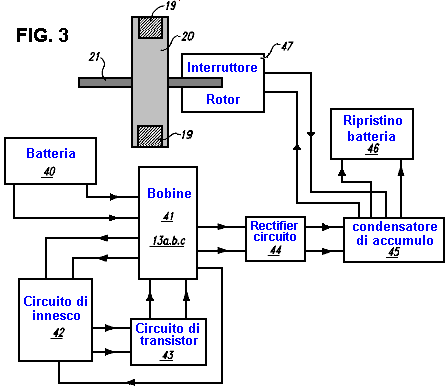 FIG. 3
19'
20
21
47
Interruttore
Rotor
19
Batteria
40
Bobine
41
13a.b.c
Ripristino
batteria
46
Rectifier
circuito
44
condensatore
di accumulo
45
Circuito di
innesco
42
Circuito di
transistor
43